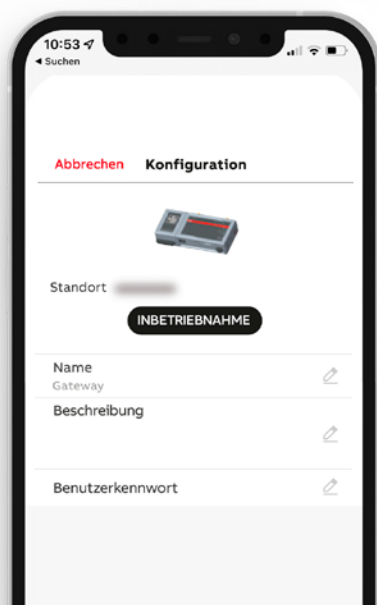 10:53
Suchen
Abbrechen Konfiguration
Standort
INBETRIEBNAHME
Name
Gateway
Beschreibung
Benutzerkennwort